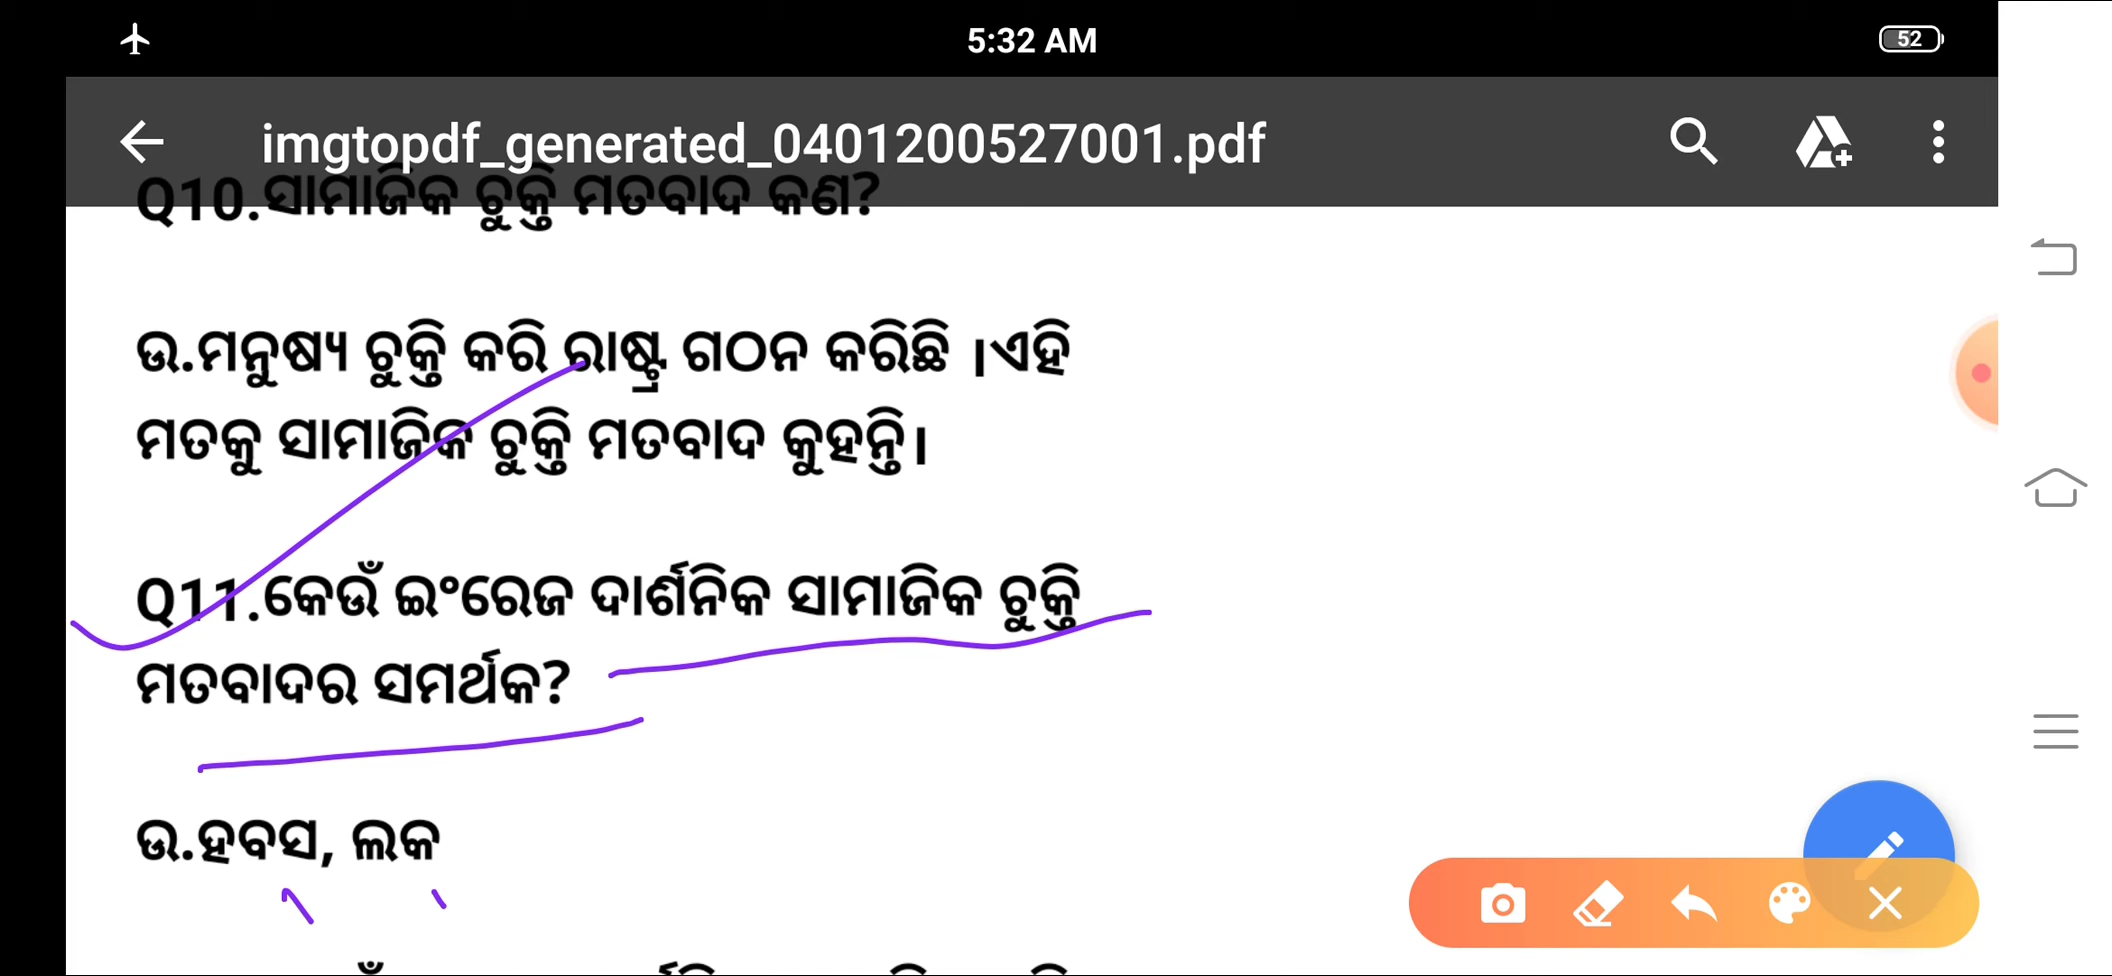 5:32 AM
52
imgtopdf_generated_0401200527001.pdf
Q10.ସାମାଜିକ ଚୁକ୍ତି ମତବାଦ କଣ?
ଉ.ମନୁଷ୍ୟ ଚୁକ୍ତି କରି ରାଷ୍ଟ୍ର ଗଠନ କରିଛି ।ଏହି
ମତକୁ ସାମାଜିକ ଚୁକ୍ତି ମତବାଦ କୁହନ୍ତି।
Q11.କେଉଁ ଇଂରେଜ ଦାର୍ଶନିକ ସାମାଜିକ ଚୁକ୍ତି
ମତବାଦର ସମର୍ଥକ?
ଉ.ହବସ, ଲକ